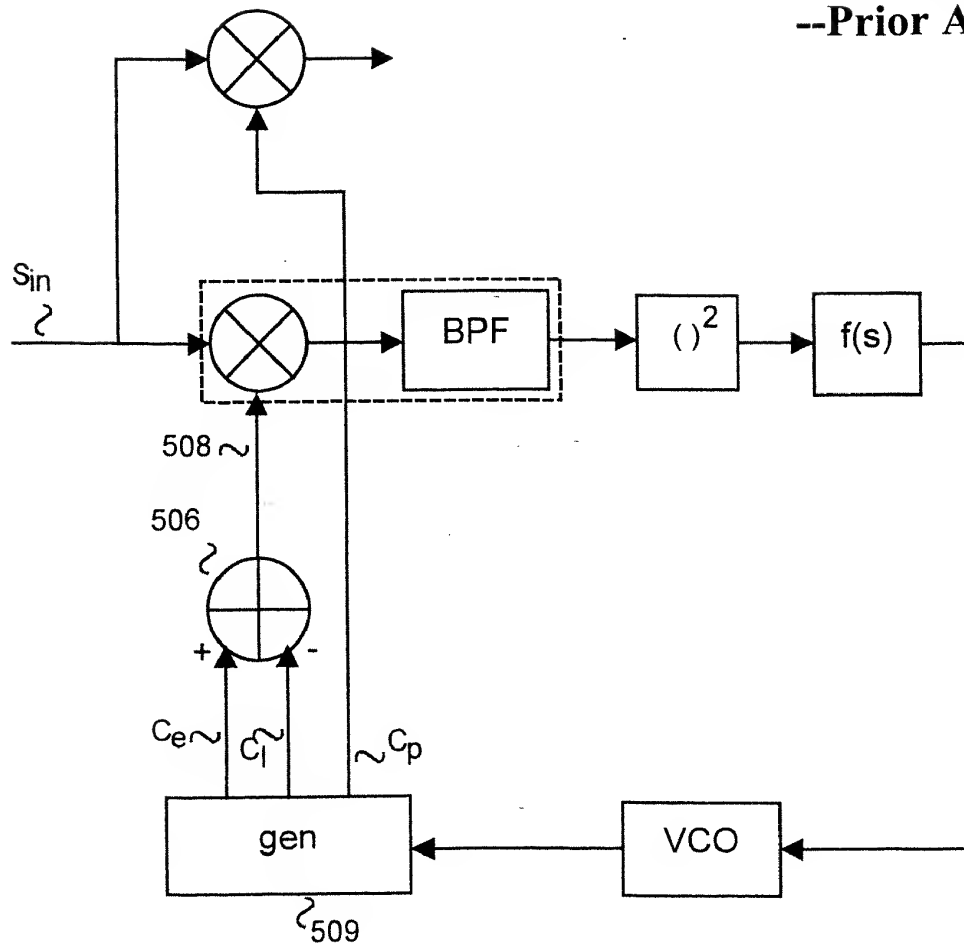 --Prior A
Sin
BPF
( )2
f(s)
508
506
+
-
Ce
Cl
Cp
gen
VCO
509